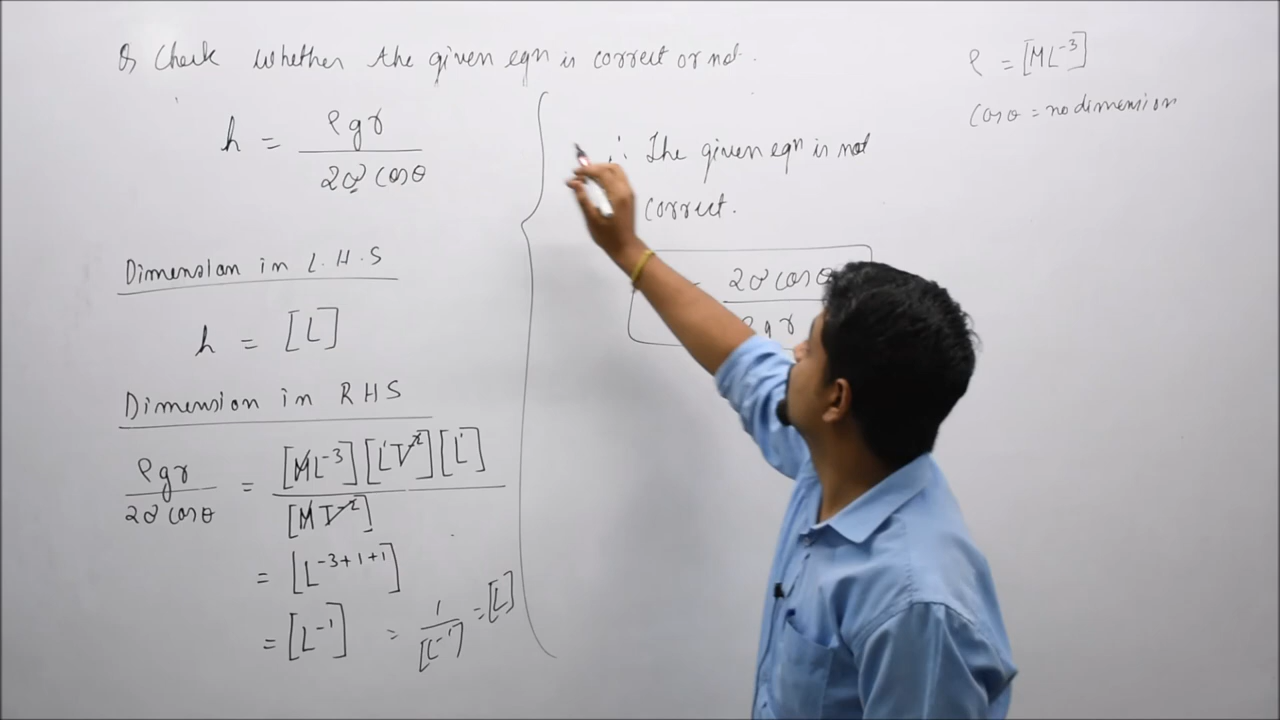 Q Check whether the given eqn is correct or not.
h = ρgr / 2σ cosθ
Dimension in L.H.S
h = [L]
Dimension in RHS
ρgr / 2σ cosθ = [ML⁻³][LT⁻²][L] / [MT⁻²]
= [L⁻³⁺¹⁺¹]
= [L⁻¹] = 1 / [L⁻¹] = [L]
∴ The given eqn is not
correct.
2σ cosθ / ρgr
ρ = [ML⁻³]
cosθ = no dimension